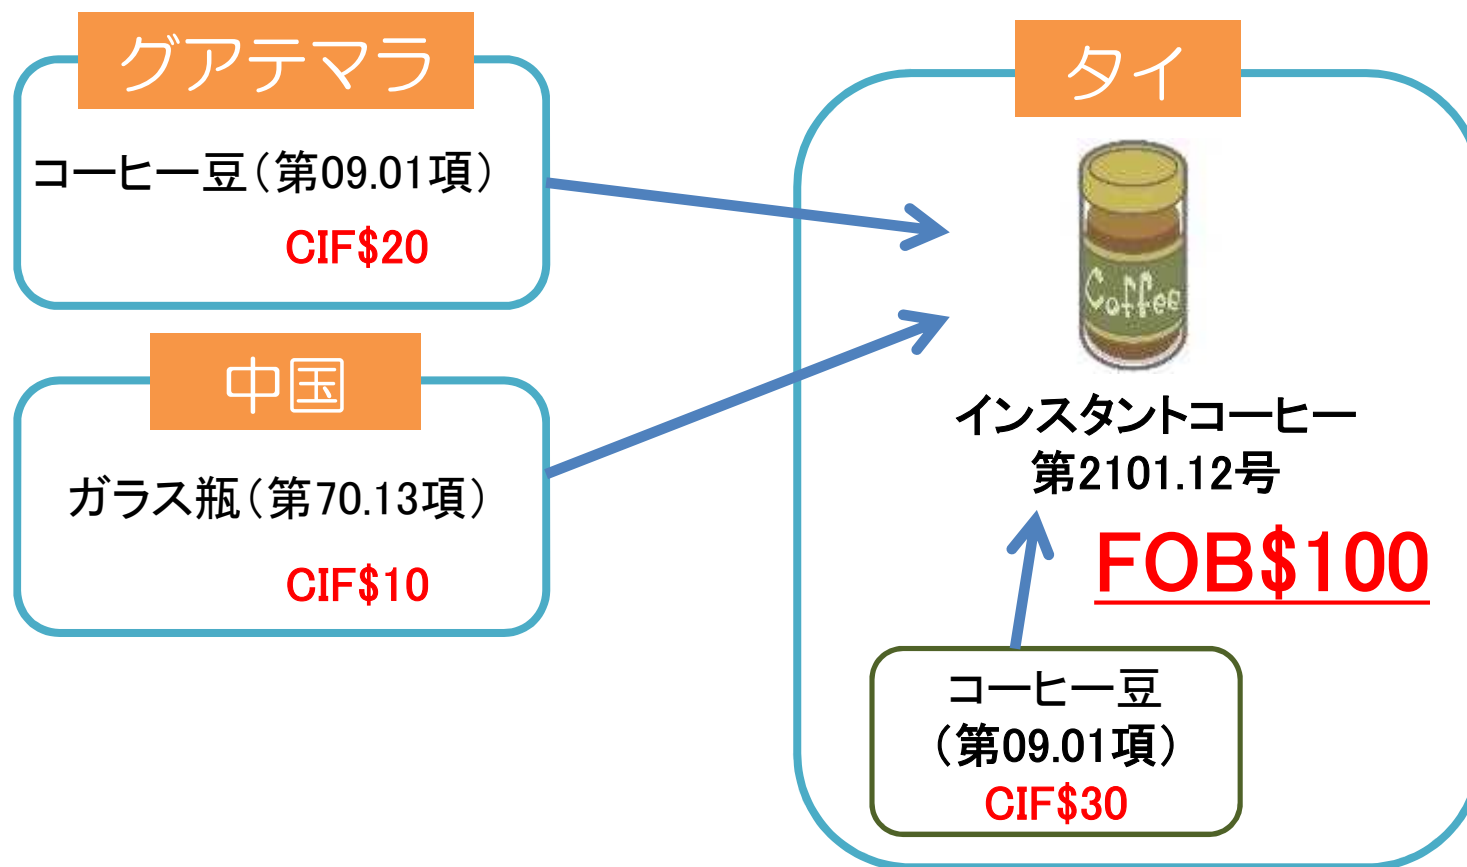 グアテマラ
コーヒー豆(第09.01項)
CIF$20
中国
ガラス瓶(第70.13項)
CIF$10
タイ
Coffee
インスタントコーヒー
第2101.12号
FOB$100
コーヒー豆
(第09.01項)
CIF$30